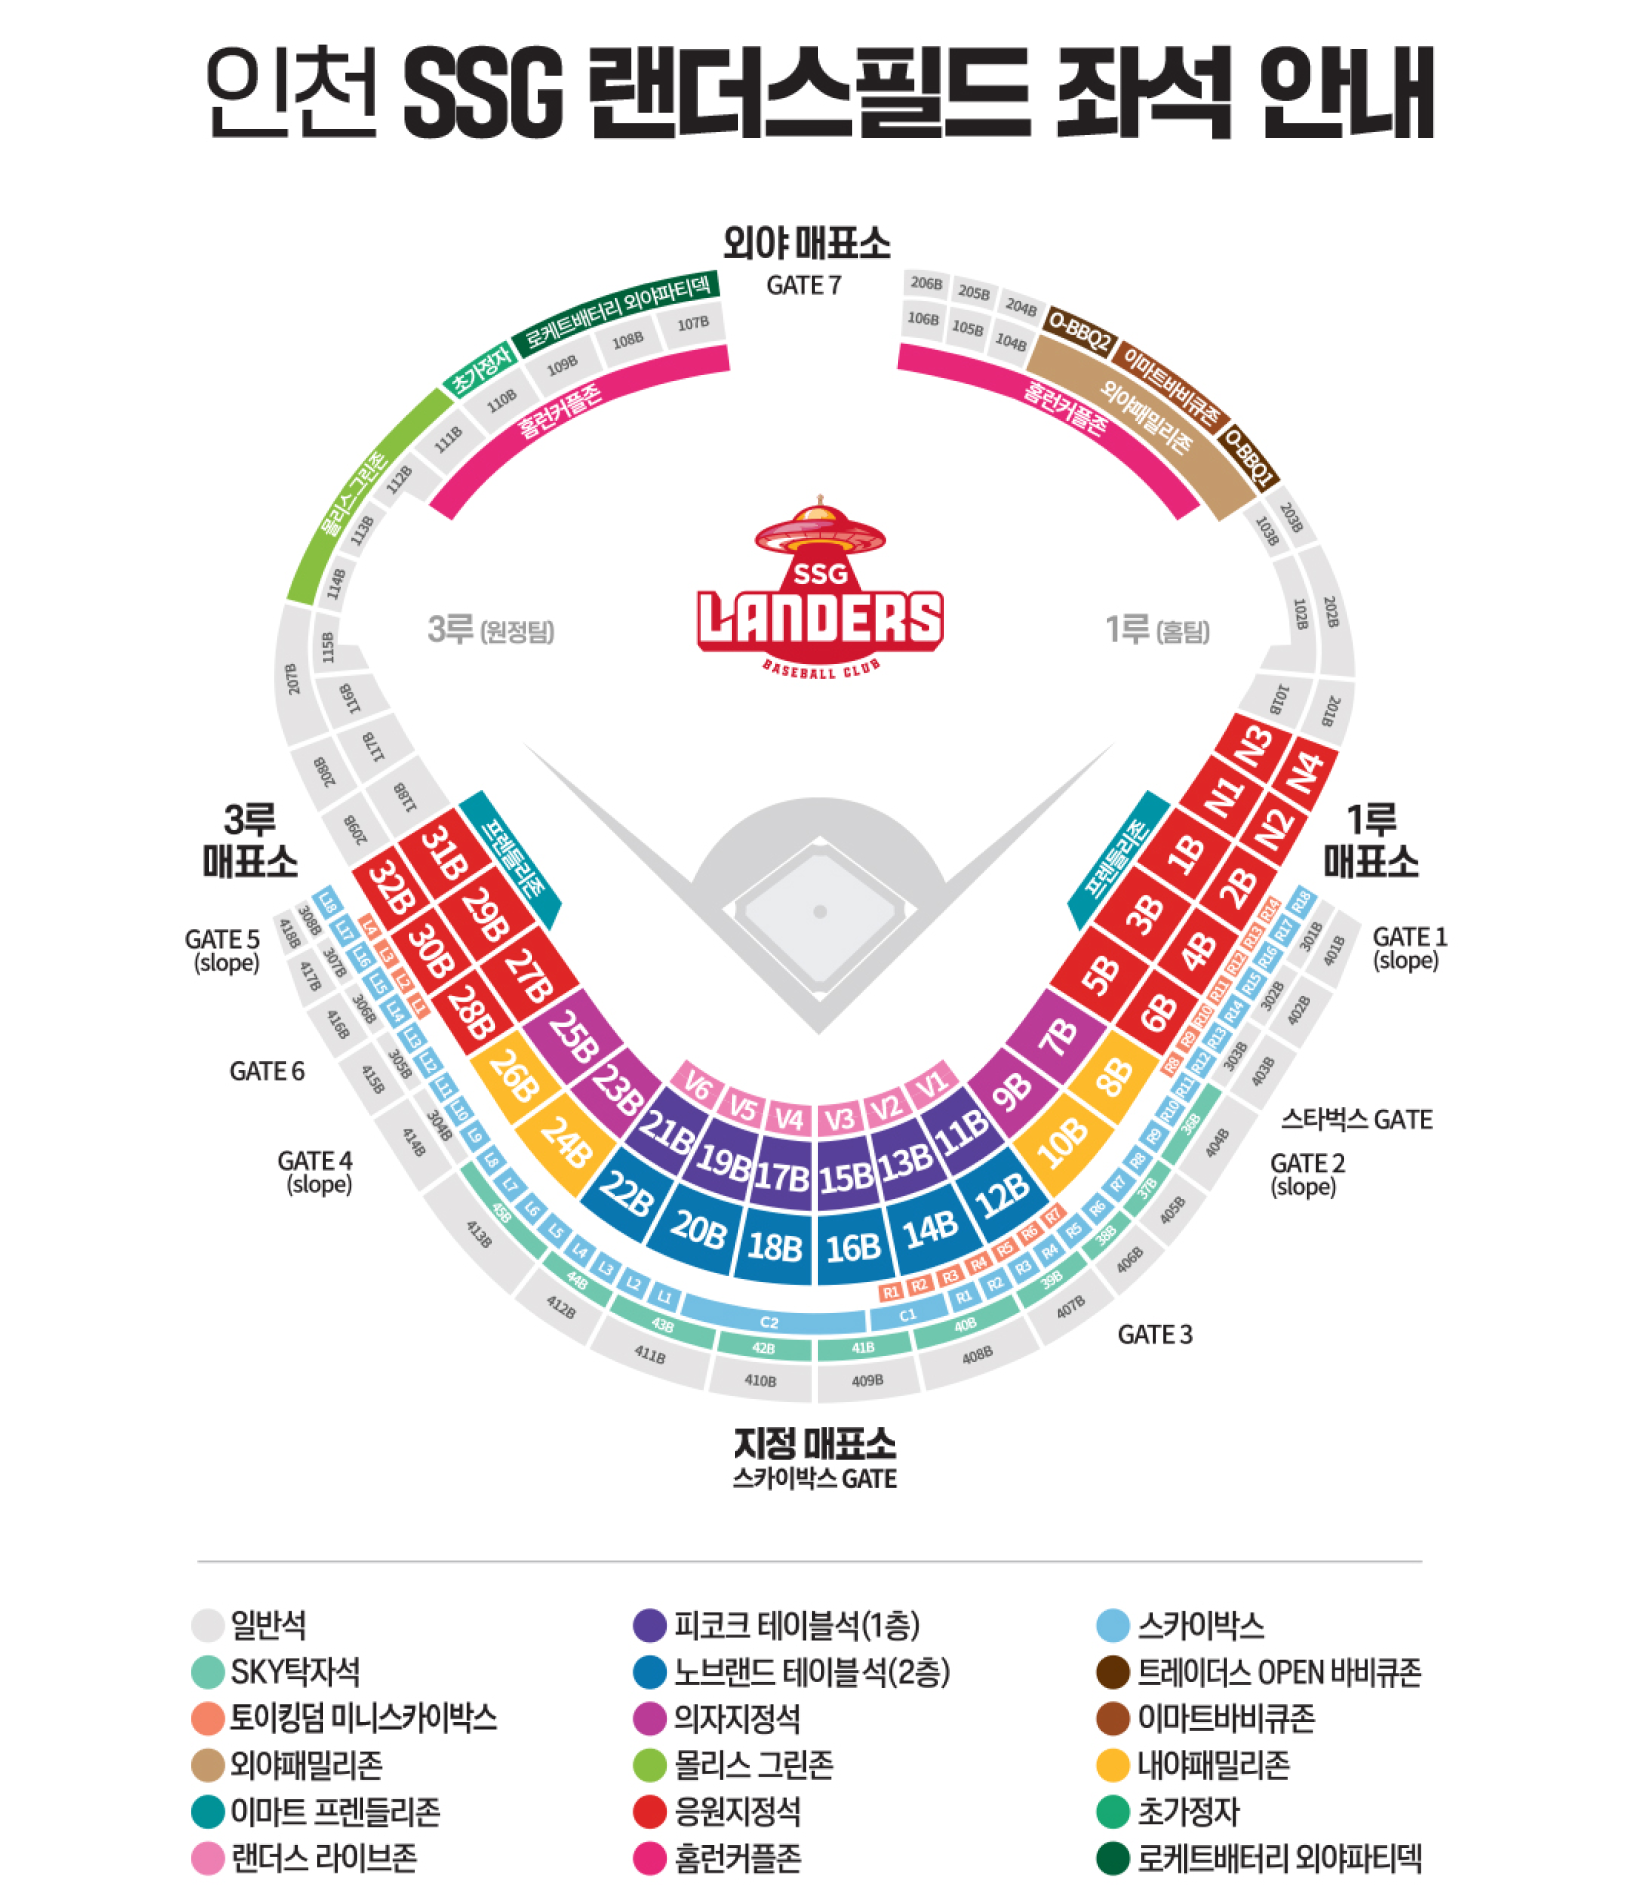 인천 SSG 랜더스필드 좌석 안내
외야 매표소
GATE 7
206B
205B
204B
O-BBQ2
이마트바비큐존
O-BBQ1
106B
105B
104B
외야패밀리존
홈런커플존
203B
103B
202B
102B
201B
101B
로케트배터리 외야파티덱
초가정자
몰리스 그린존
107B
108B
109B
110B
111B
112B
113B
114B
115B
116B
117B
118B
홈런커플존
207B
208B
209B
SSG
LANDERS
BASEBALL CLUB
3루 (원정팀)
1루 (홈팀)
3루
매표소
1루
매표소
프렌들리존
프렌들리존
N3
N4
N1
N2
1B
2B
3B
4B
5B
6B
7B
8B
9B
10B
11B
12B
13B
14B
15B
16B
17B
18B
19B
20B
21B
22B
23B
24B
25B
26B
27B
28B
29B
30B
31B
32B
V6
V5
V4
V3
V2
V1
L4
L3
L2
L1
L18
L17
L16
L15
L14
L13
L12
L11
L10
L9
L8
L7
L6
L5
L4
L3
L2
L1
C2
C1
R1
R2
R3
R4
R5
R6
R7
R8
R9
R10
R11
R12
R13
R14
R15
R16
R17
R18
R1
R2
R3
R4
R5
R6
R7
R8
R9
R10
R11
R12
R13
R14
308B
307B
306B
305B
304B
303B
302B
301B
45B
44B
43B
42B
41B
40B
39B
38B
37B
36B
418B
417B
416B
415B
414B
413B
412B
411B
410B
409B
408B
407B
406B
405B
404B
403B
402B
401B
GATE 5
(slope)
GATE 6
GATE 4
(slope)
GATE 1
(slope)
스타벅스 GATE
GATE 2
(slope)
GATE 3
지정 매표소
스카이박스 GATE
일반석
SKY탁자석
토이킹덤 미니스카이박스
외야패밀리존
이마트 프렌들리존
랜더스 라이브존
피코크 테이블석(1층)
노브랜드 테이블석(2층)
의자지정석
몰리스 그린존
응원지정석
홈런커플존
스카이박스
트레이더스 OPEN 바비큐존
이마트바비큐존
내야패밀리존
초가정자
로케트배터리 외야파티덱